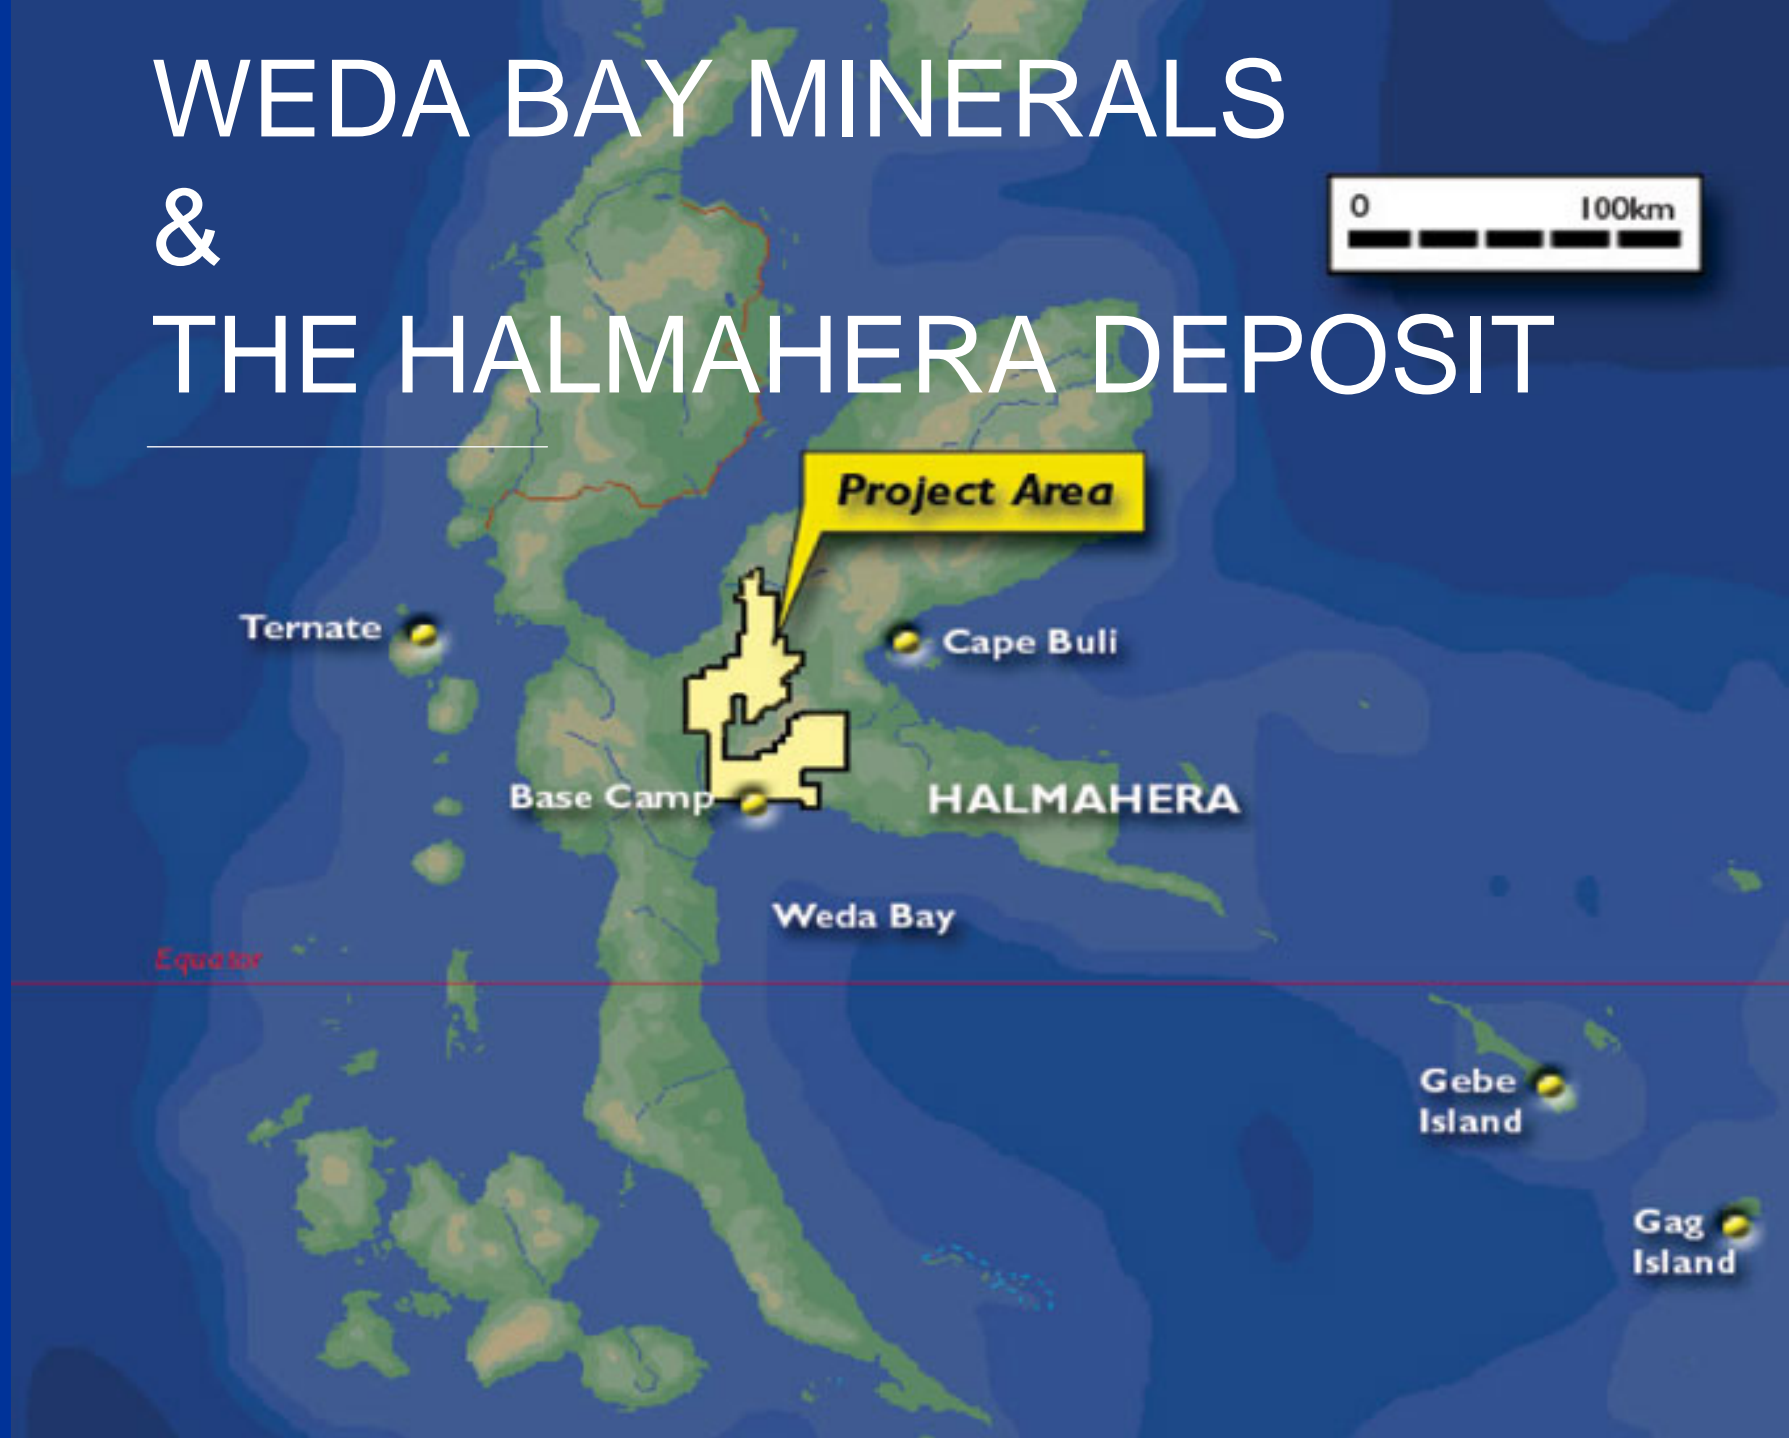 WEDA BAY MINERALS
&
THE HALMAHERA DEPOSIT
0 100km
Project Area
Ternate
Cape Buli
Base Camp
HALMAHERA
Weda Bay
Equator
Gebe
Island
Gag
Island